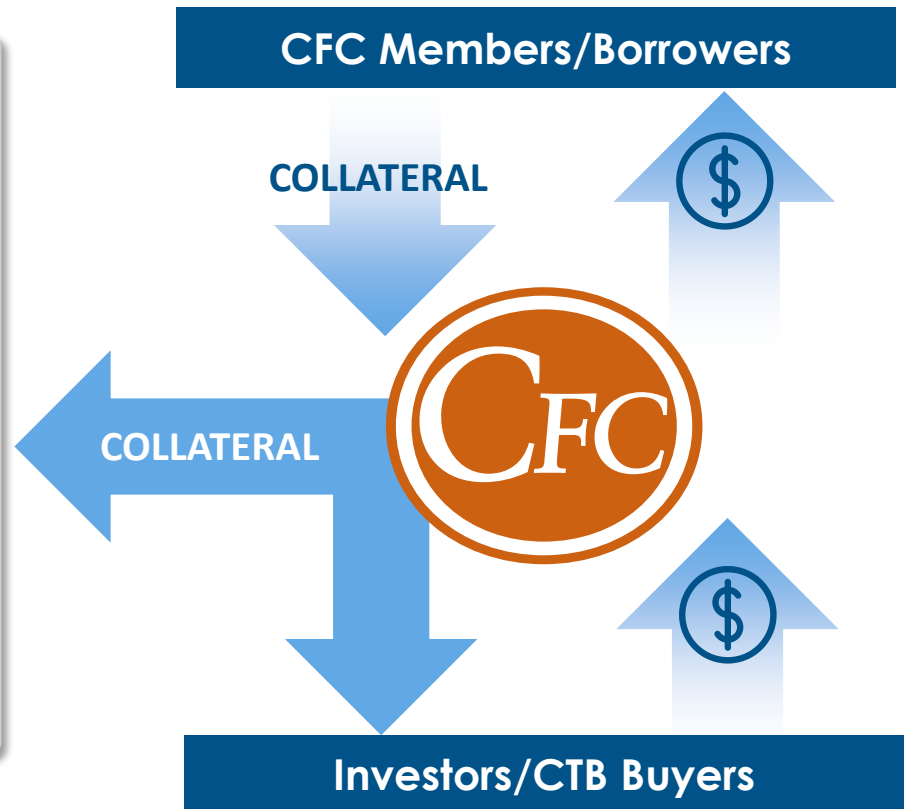 CFC Members/Borrowers
COLLATERAL
$
CFC
COLLATERAL
$
Investors/CTB Buyers